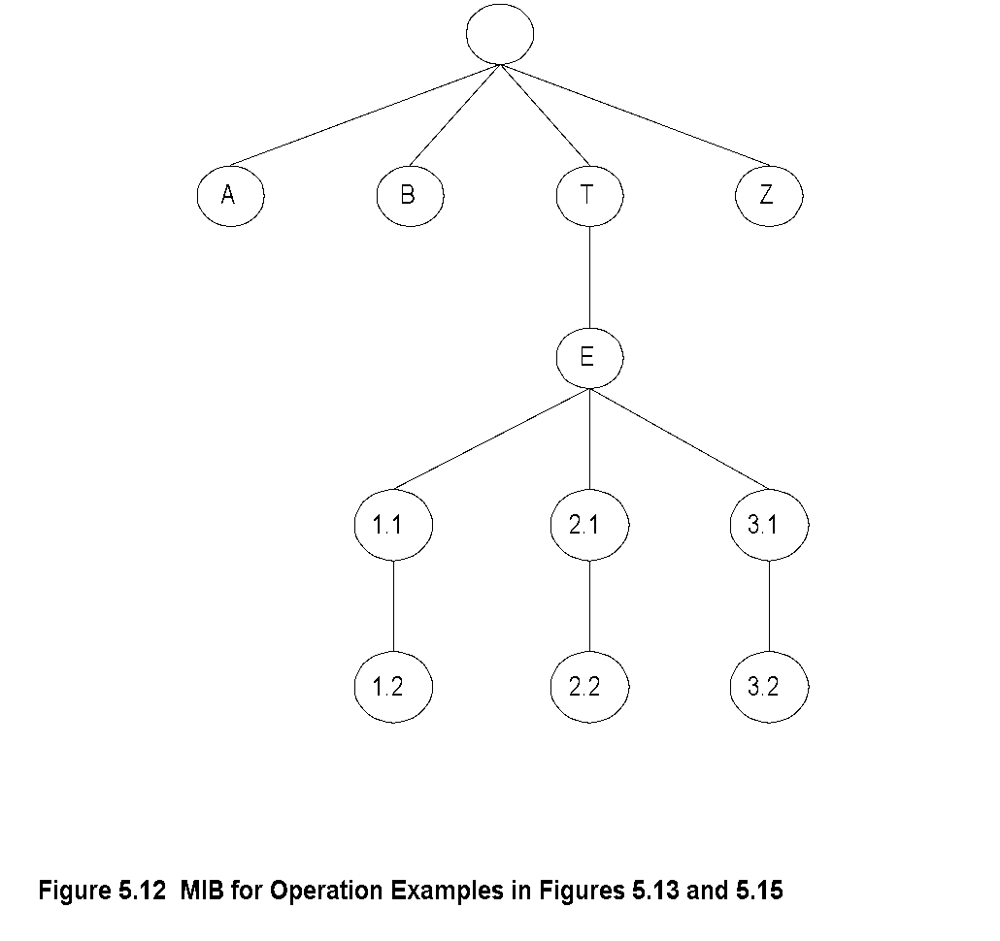 A
B
T
Z
E
1.1
2.1
3.1
1.2
2.2
3.2
Figure 5.12 MIB for Operation Examples in Figures 5.13 and 5.15